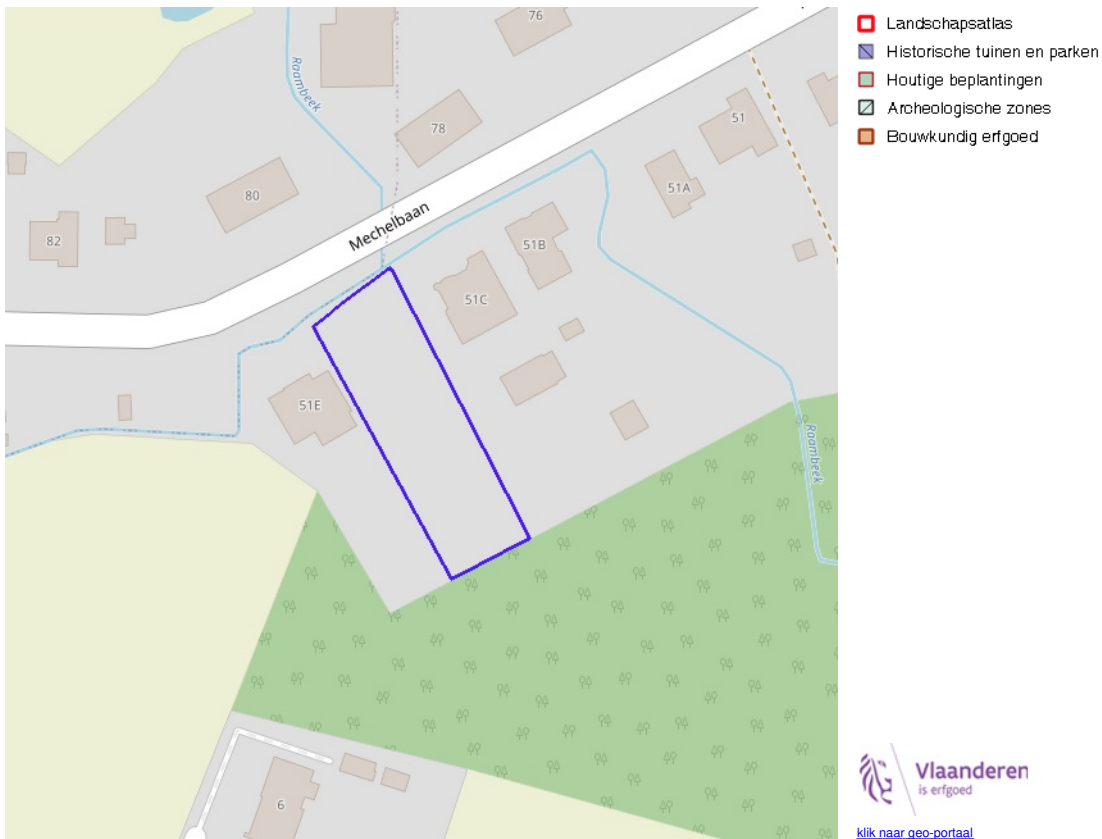 76
Raambeek
78
51
80
51A
Mechelbaan
82
51B
51C
51E
Raambeek
6
Landschapsatlas
Historische tuinen en parken
Houtige beplantingen
Archeologische zones
Bouwkundig erfgoed
Vlaanderen
is erfgoed
klik naar geo-portaal